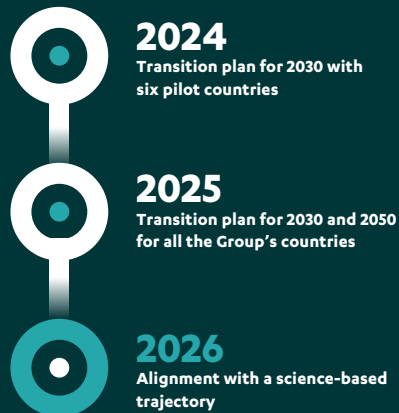 2024
Transition plan for 2030 with
six pilot countries
2025
Transition plan for 2030 and 2050
for all the Group's countries
2026
Alignment with a science-based
trajectory